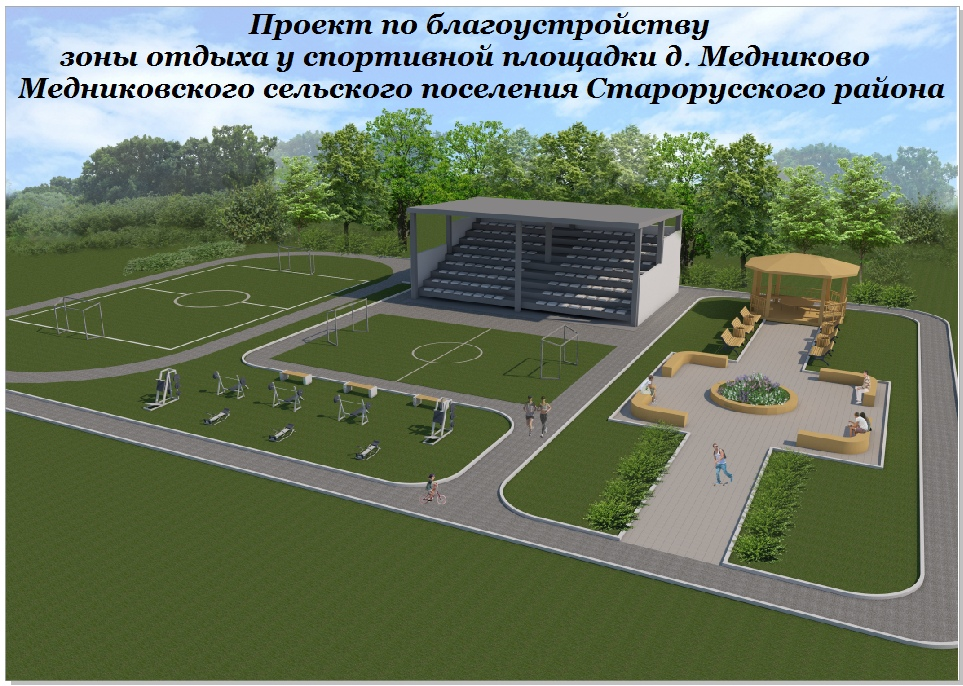 Проект по благоустройству
зоны отдыха у спортивной площадки д. Медниково
Медниковского сельского поселения Старорусского района